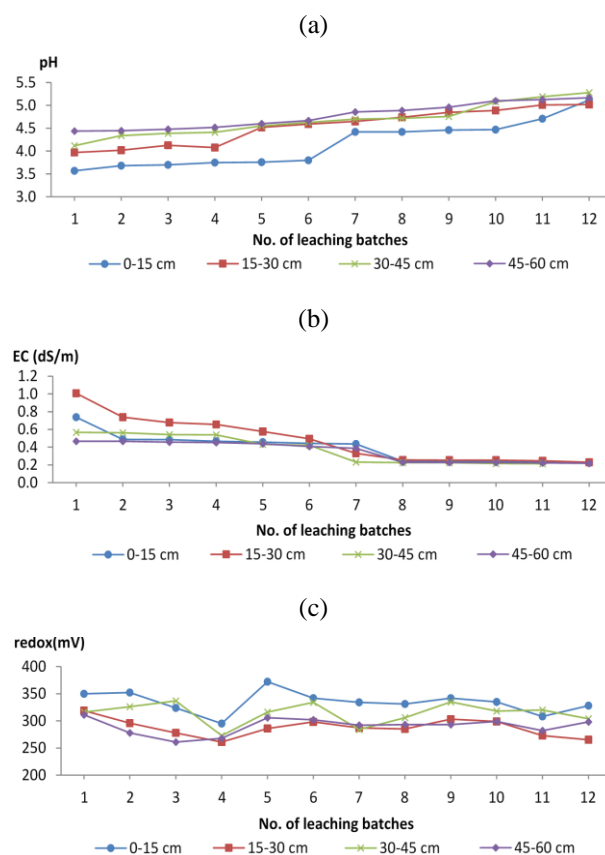 (a)
pH
5.5
5.0
4.5
4.0
3.5
3.0
1 2 3 4 5 6 7 8 9 10 11 12
No. of leaching batches
0-15 cm 15-30 cm 30-45 cm 45-60 cm
(b)
EC (dS/m)
1.2
1.0
0.8
0.6
0.4
0.2
0.0
1 2 3 4 5 6 7 8 9 10 11 12
No. of leaching batches
0-15 cm 15-30 cm 30-45 cm 45-60 cm
(c)
redox(mV)
400
350
300
250
200
1 2 3 4 5 6 7 8 9 10 11 12
No. of leaching batches
0-15 cm 15-30 cm 30-45 cm 45-60 cm